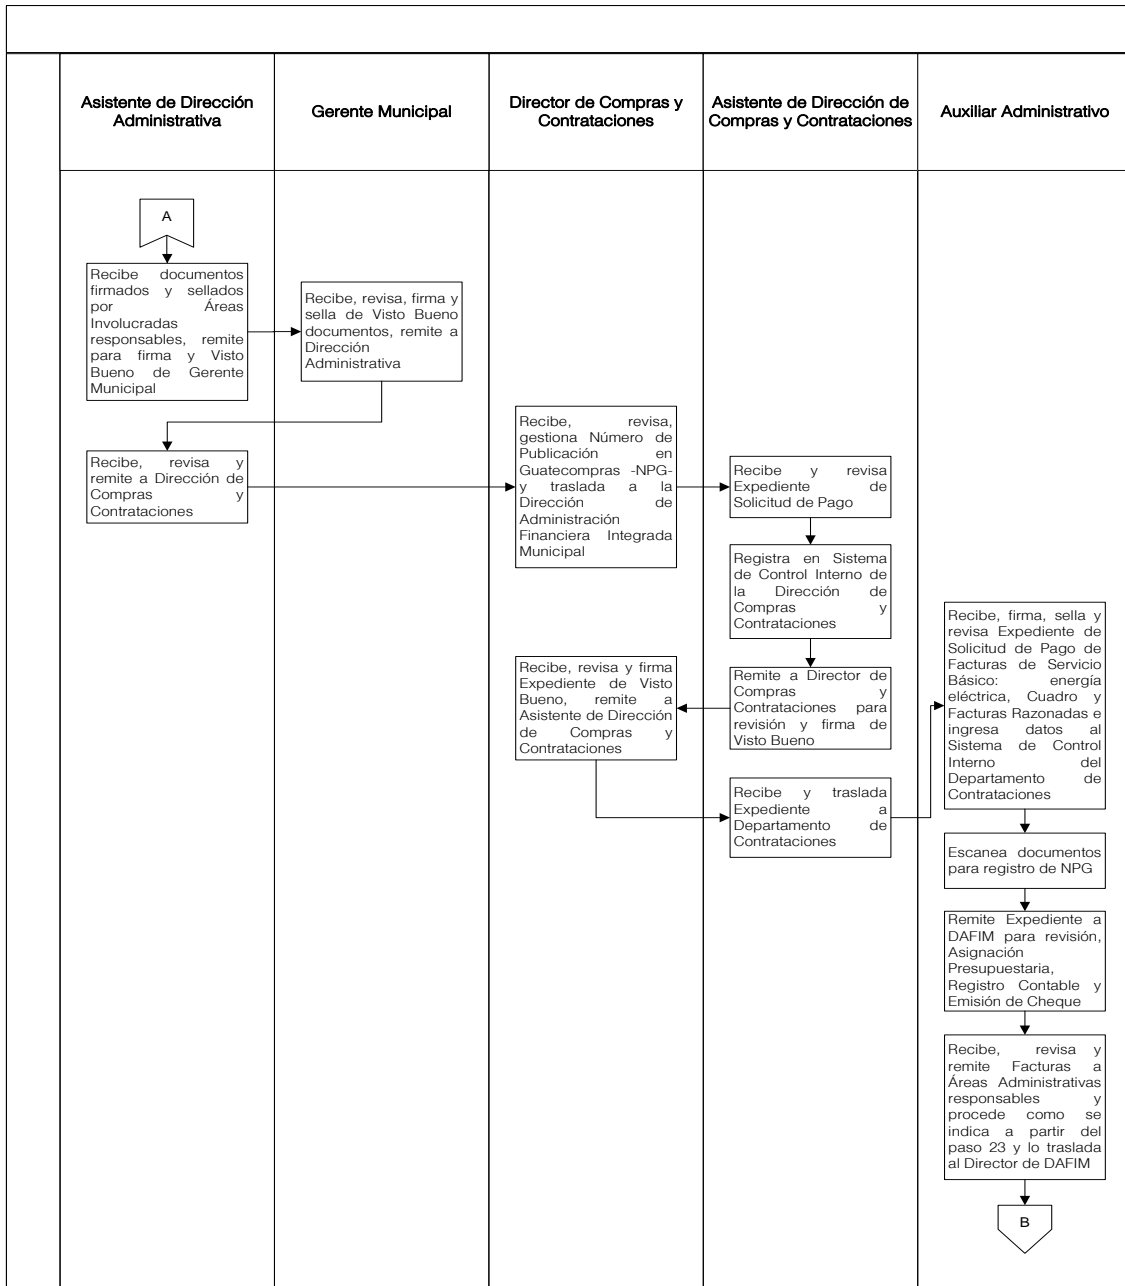 Asistente de Dirección
Administrativa
Gerente Municipal
Director de Compras y
Contrataciones
Asistente de Dirección de
Compras y Contrataciones
Auxiliar Administrativo
A
Recibe documentos
firmados y sellados
por Áreas
Involucradas
responsables, remite
para firma y Visto
Bueno de Gerente
Municipal
Recibe, revisa, firma y
sella de Visto Bueno
documentos, remite a
Dirección
Administrativa
Recibe, revisa y
remite a Dirección de
Compras y
Contrataciones
Recibe, revisa,
gestiona Número de
Publicación en
Guatecompras -NPG-
y traslada a la
Dirección de
Administración
Financiera Integrada
Municipal
Recibe y revisa
Expediente de
Solicitud de Pago
Registra en Sistema
de Control Interno de
la Dirección de
Compras y
Contrataciones
Remite a Director de
Compras y
Contrataciones para
revisión y firma de
Visto Bueno
Recibe, revisa y firma
Expediente de Visto
Bueno, remite a
Asistente de Dirección
de Compras y
Contrataciones
Recibe y traslada
Expediente a
Departamento de
Contrataciones
Recibe, firma, sella y
revisa Expediente de
Solicitud de Pago de
Facturas de Servicio
Básico: energía
eléctrica, Cuadro y
Facturas Razonadas e
ingresa datos al
Sistema de Control
Interno del
Departamento de
Contrataciones
Escanea documentos
para registro de NPG
Remite Expediente a
DAFIM para revisión,
Asignación
Presupuestaria,
Registro Contable y
Emisión de Cheque
Recibe, revisa y
remite Facturas a
Áreas Administrativas
responsables y
procede como se
indica a partir del
paso 23 y lo traslada
al Director de DAFIM
B